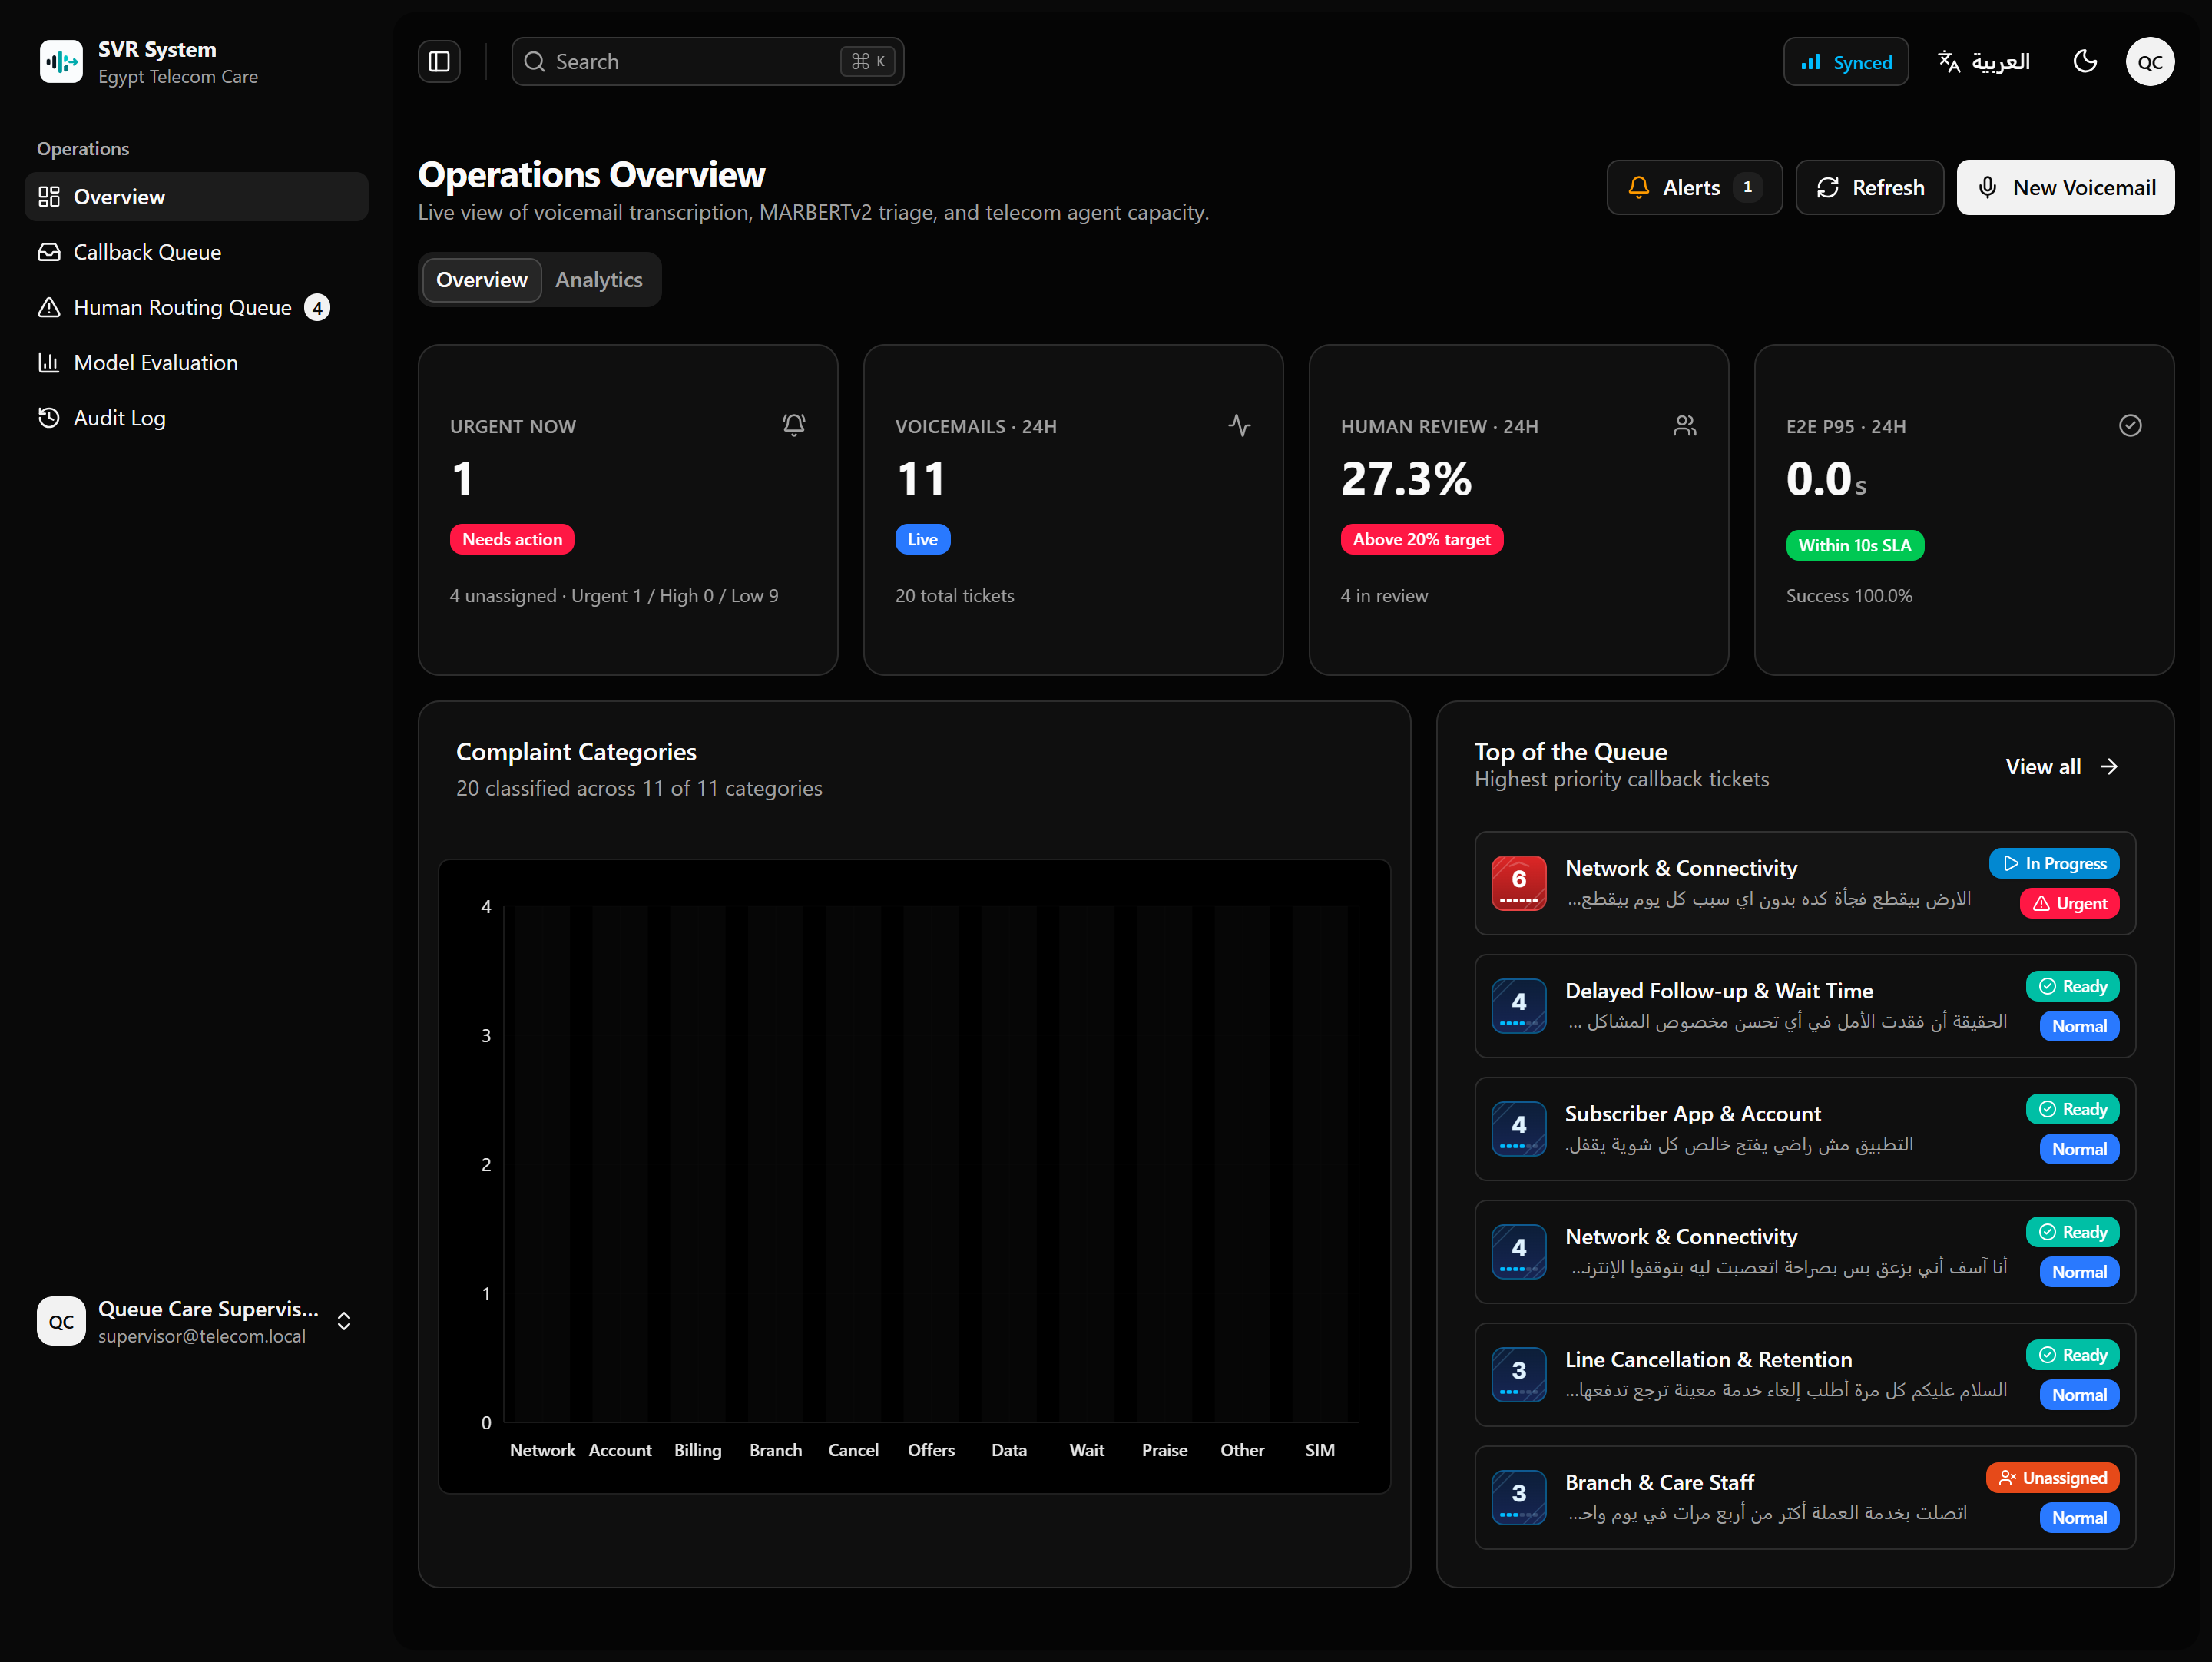 SVR System
Egypt Telecom Care
Operations
Overview
Callback Queue
Human Routing Queue 4
Model Evaluation
Audit Log
QC
Queue Care Supervis...
supervisor@telecom.local
Search ⌘ K
Synced
العربية
QC
Operations Overview
Live view of voicemail transcription, MARBERTv2 triage, and telecom agent capacity.
Alerts 1
Refresh
New Voicemail
Overview Analytics
URGENT NOW
1
Needs action
4 unassigned · Urgent 1 / High 0 / Low 9
VOICEMAILS · 24H
11
Live
20 total tickets
HUMAN REVIEW · 24H
27.3%
Above 20% target
4 in review
E2E P95 · 24H
0.0s
Within 10s SLA
Success 100.0%
Complaint Categories
20 classified across 11 of 11 categories
4
3
2
1
0
Network Account Billing Branch Cancel Offers Data Wait Praise Other SIM
Top of the Queue
Highest priority callback tickets
View all
6
Network & Connectivity
الارض بيقطع فجأة كده بدون اي سبب كل يوم بيقطع...
In Progress
Urgent
4
Delayed Follow-up & Wait Time
الحقيقة أن فقدت الأمل في أي تحسن مخصوص المشاكل ...
Ready
Normal
4
Subscriber App & Account
التطبيق مش راضي يفتح خالص كل شوية يقفل.
Ready
Normal
4
Network & Connectivity
أنا آسف أني بزعق بس بصراحة اتعصبت ليه بتوقفوا الإنترنـ...
Ready
Normal
3
Line Cancellation & Retention
السلام عليكم كل مرة أطلب إلغاء خدمة معينة ترجع تدفعها...
Ready
Normal
3
Branch & Care Staff
اتصلت بخدمة العملة أكتر من أربع مرات في يوم واحـ...
Unassigned
Normal